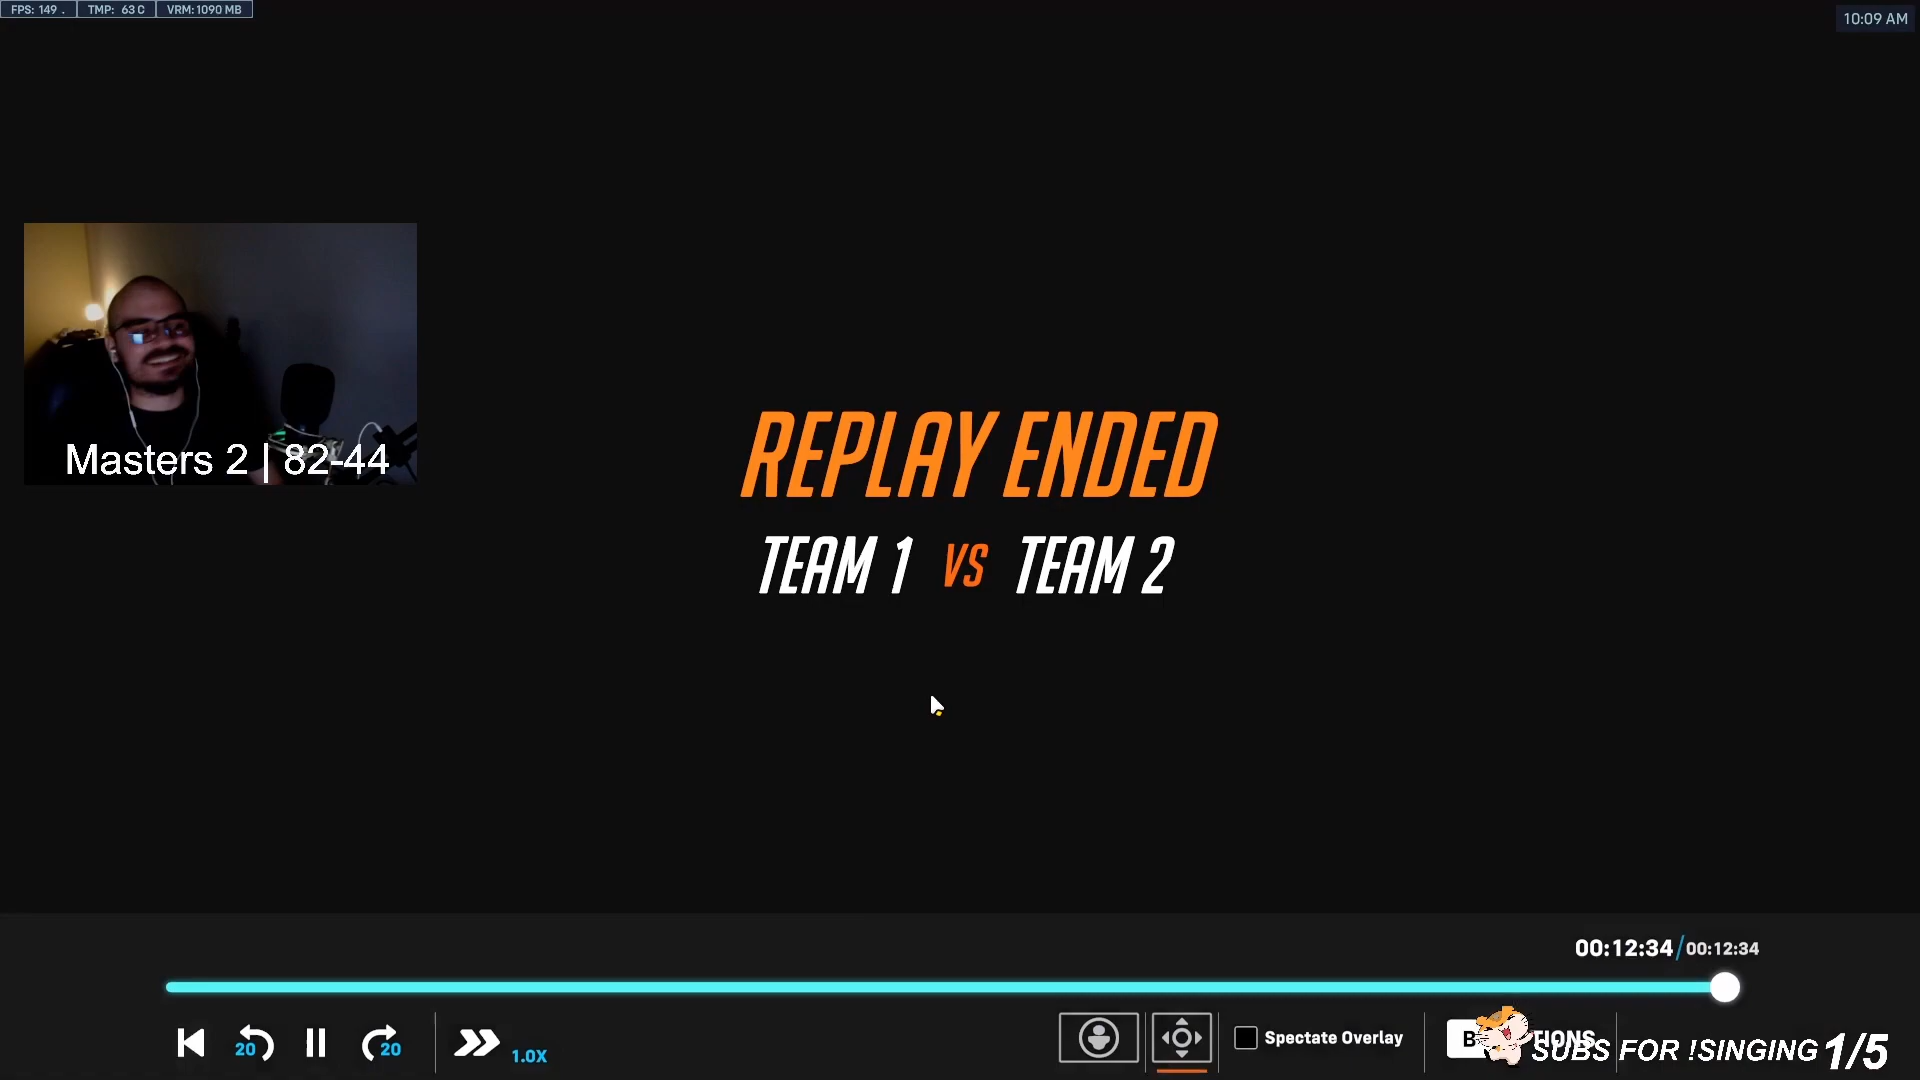 FPS: 149 . TMP: 63 C VRM: 1090 MB
10:09 AM
Masters 2 | 82-44
REPLAY ENDED
TEAM 1 VS TEAM 2
00:12:34/00:12:34
20 20 1.0X Spectate Overlay
SUBS FOR !SINGING 1/5